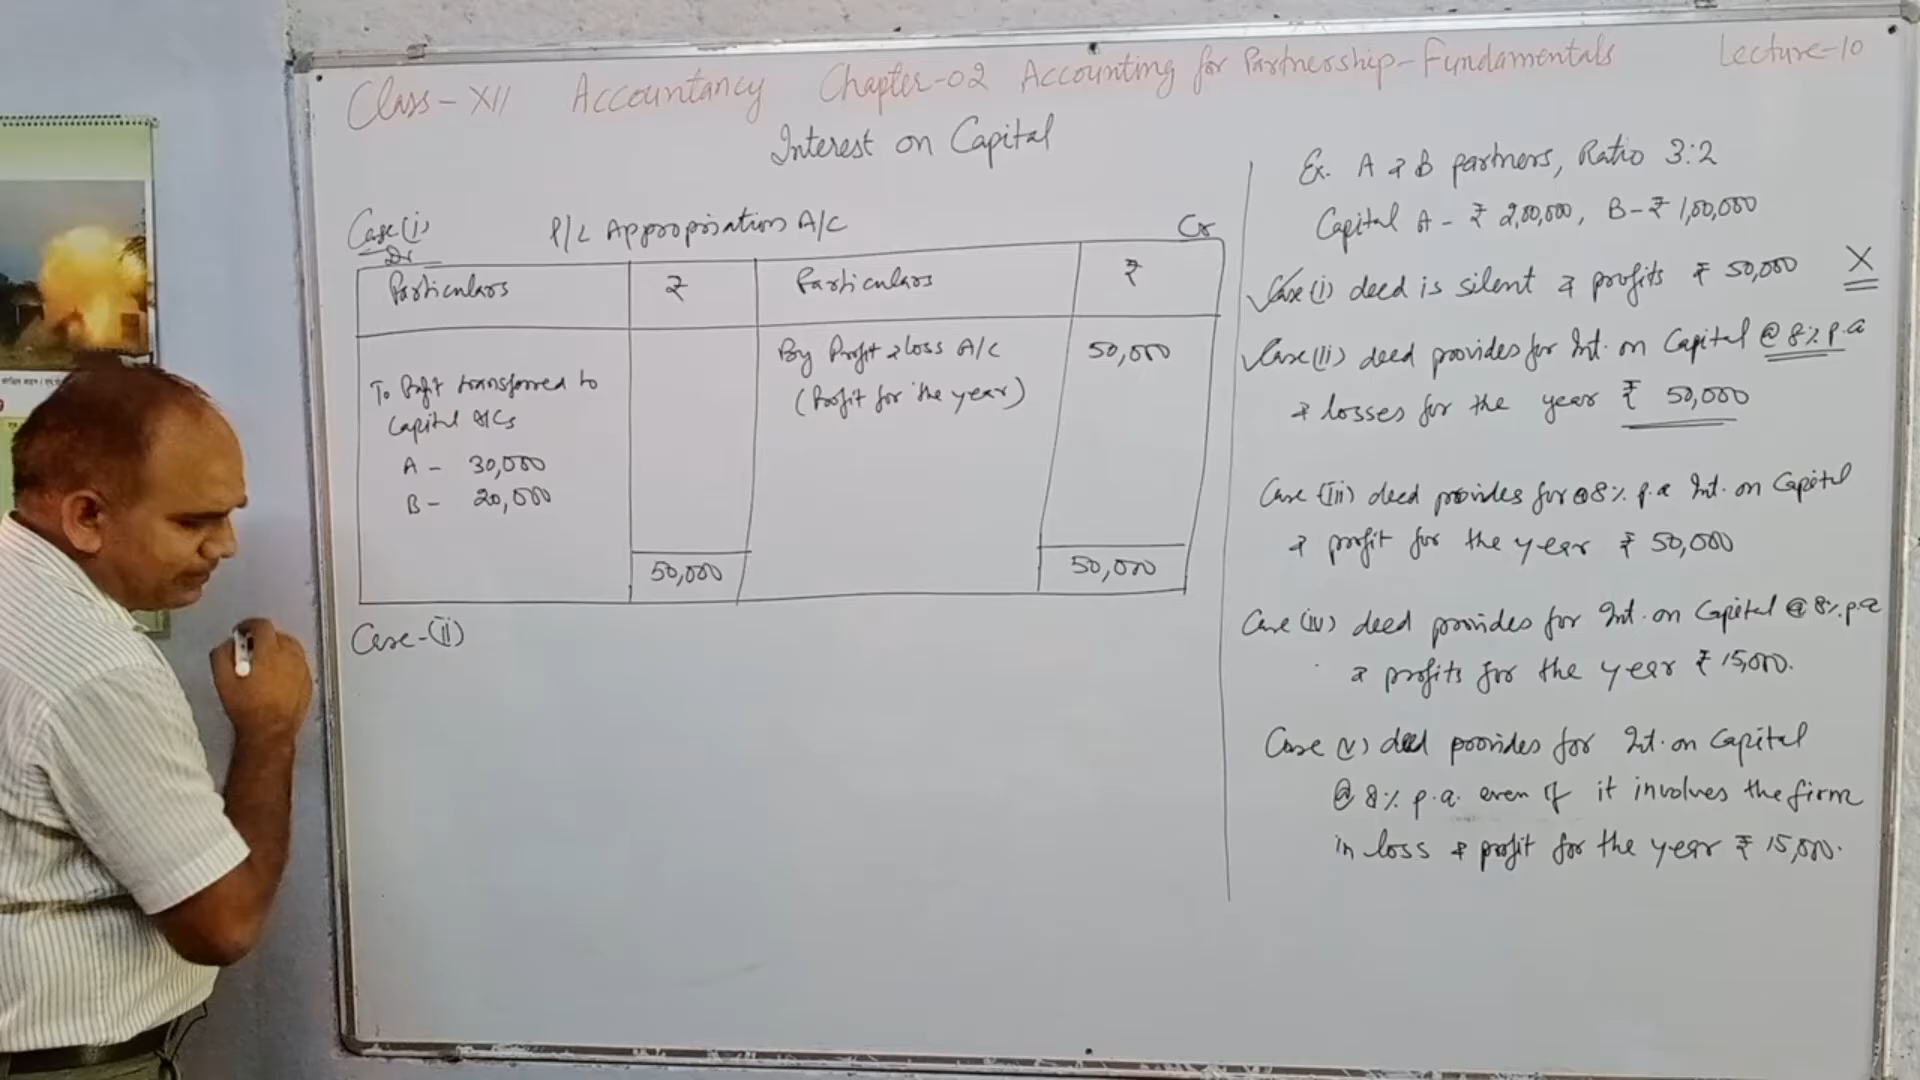 Class-XII Accountancy Chapter-02 Accounting for Partnership-Fundamentals Lecture-10
Interest on Capital
Case(i) P/L Appropriation A/C
Dr Cr
Particulars ₹ Particulars ₹
To Profit transferred to
Capital A/Cs
A - 30,000
B - 20,000
By Profit & loss A/C 50,000
(Profit for the year)
50,000 50,000
Case-(ii)
Ex. A & B partners, Ratio 3:2
Capital A - ₹ 2,00,000, B - ₹ 1,00,000
Case (i) deed is silent & profits ₹ 50,000 X
Case (ii) deed provides for Int. on Capital @ 8% p.a
& losses for the year ₹ 50,000
Case (iii) deed provides for @ 8% p.a Int. on Capital
& profit for the year ₹ 50,000
Case (iv) deed provides for Int. on Capital @ 8% p.a
& profits for the year ₹ 15,000.
Case (v) deed provides for Int. on Capital
@ 8% p.a. even if it involves the firm
in loss & profit for the year ₹ 15,000.